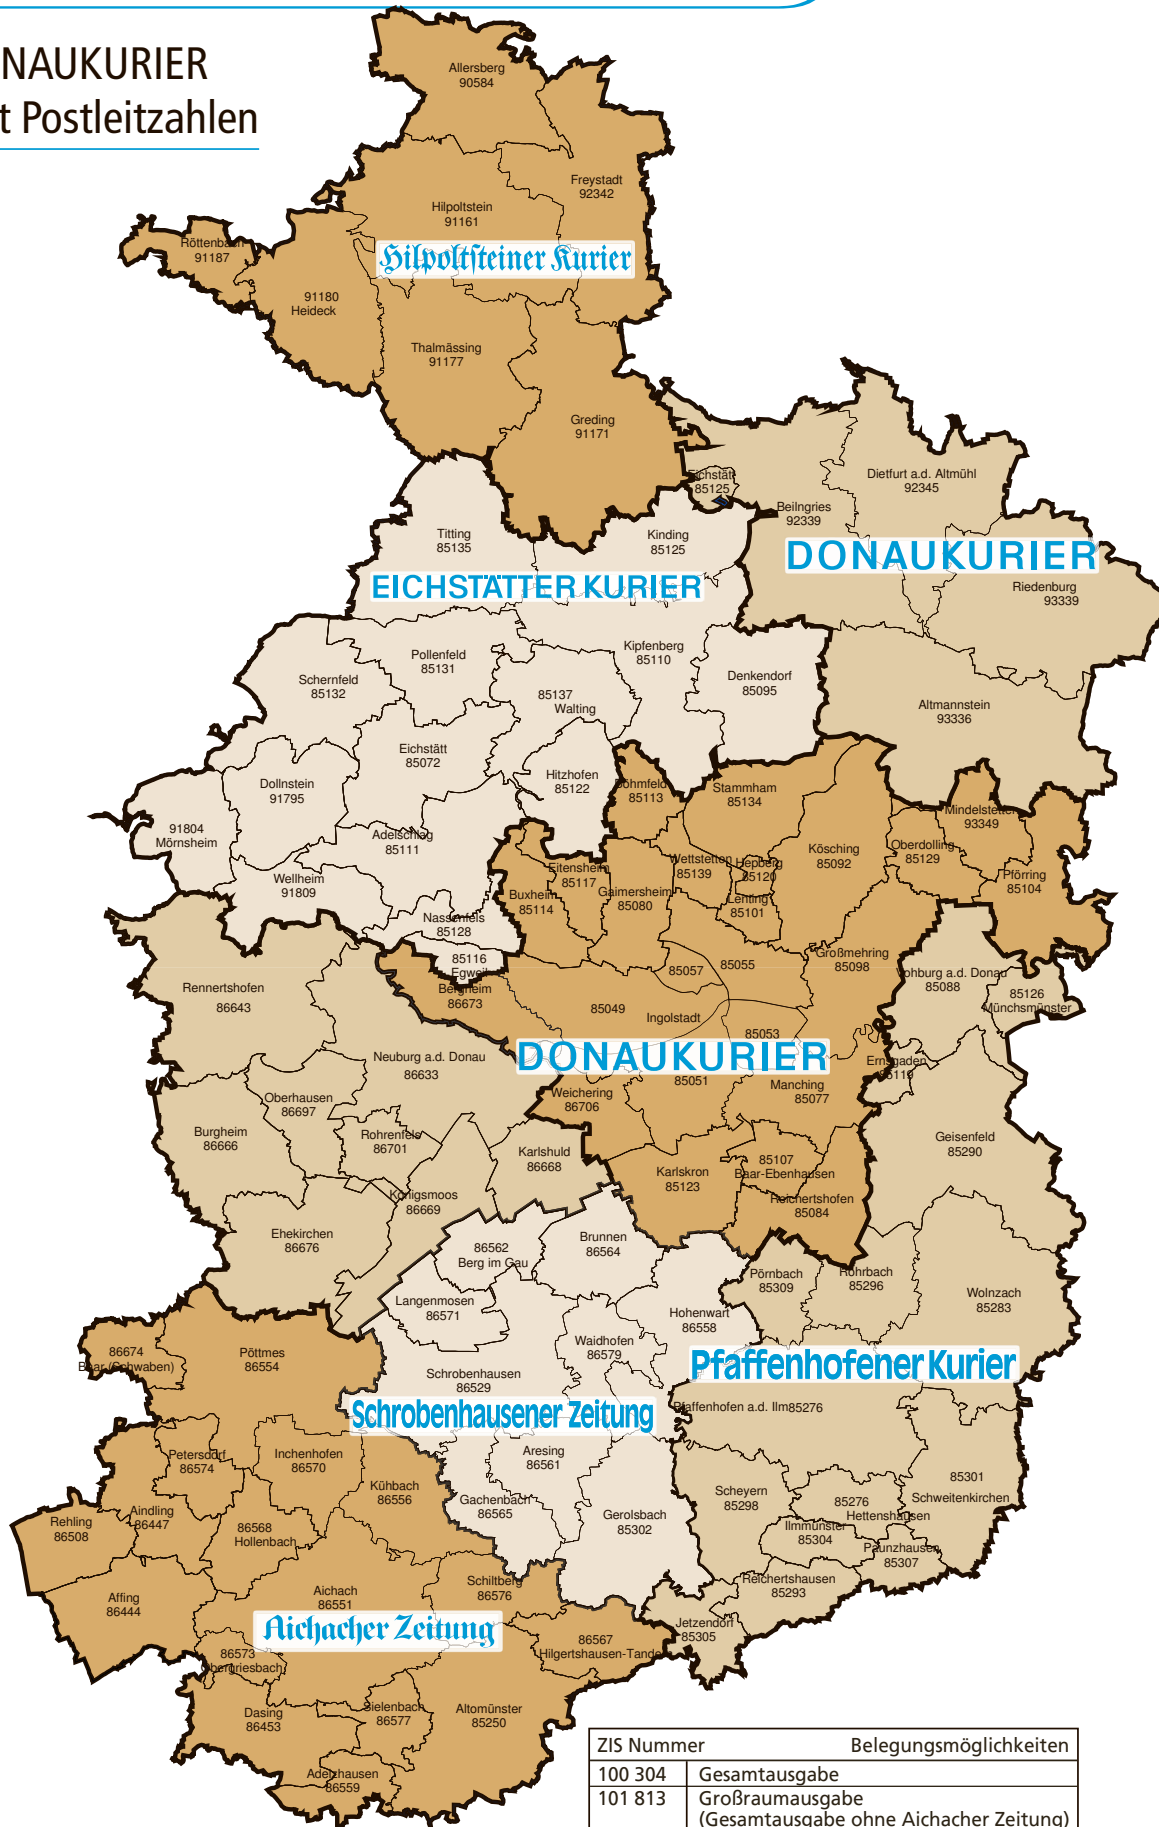 NAUKURIER
t Postleitzahlen
Allersberg
90584
Freystadt
92342
Hilpoltstein
91161
Röttenbach
91187
Hilpoltsteiner Kurier
91180
Heideck
Thalmässing
91177
Greding
91171
Eichstätt
85125
Dietfurt a.d. Altmühl
92345
Beilngries
92339
Titting
85135
Kinding
85125
DONAUKURIER
EICHSTÄTTER KURIER
Riedenburg
93339
Pollenfeld
85131
Kipfenberg
85110
Schernfeld
85132
Denkendorf
85095
85137
Walting
Altmannstein
93336
Eichstätt
85072
Hitzhofen
85122
Dollnstein
91795
Böhmfeld
85113
Stammham
85134
Mindelstetten
93349
91804
Mörnsheim
Adelschlag
85111
Kösching
85092
Oberdolling
85129
Wettstetten
85139
Hepberg
85120
Eitensheim
85117
Pförring
85104
Wellheim
91809
Buxheim
85114
Gaimersheim
85080
Lenting
85101
Nassenfels
85128
85116
Egweil
Großmehring
85098
85055
85057
Vohburg a.d. Donau
85088
Rennertshofen
86643
Bergheim
86673
85126
Münchsmünster
85049
Ingolstadt
85053
DONAUKURIER
Neuburg a.d. Donau
86633
Ernsgaden
85119
85051
Manching
85077
Weichering
86706
Oberhausen
86697
Burgheim
86666
Rohrenfels
86701
Geisenfeld
85290
Karlshuld
86668
85107
Baar-Ebenhausen
Karlskron
85123
Königsmoos
86669
Reichertshofen
85084
Ehekirchen
86676
Brunnen
86564
86562
Berg im Gau
Pörnbach
85309
Rohrbach
85296
Wolnzach
85283
Langenmosen
86571
Hohenwart
86558
Waidhofen
86579
86674
Baar (Schwaben)
Pöttmes
86554
Pfaffenhofener Kurier
Schrobenhausen
86529
Schrobenhausener Zeitung
Pfaffenhofen a.d. Ilm85276
Petersdorf
86574
Inchenhofen
86570
Aresing
86561
85301
Schweitenkirchen
Kühbach
86556
Scheyern
85298
Gachenbach
86565
85276
Hettenshausen
Aindling
86447
Rehling
86508
Gerolsbach
85302
86568
Hollenbach
Ilmmünster
85304
Paunzhausen
85307
Reichertshausen
85293
Schiltberg
86576
Aichach
86551
Affing
86444
Aichacher Zeitung
Jetzendorf
85305
86567
Hilgertshausen-Tandern
86573
Obergriesbach
Dasing
86453
Sielenbach
86577
Altomünster
85250
Adelzhausen
86559
ZIS Nummer Belegungsmöglichkeiten
100 304 Gesamtausgabe
101 813 Großraumausgabe
(Gesamtausgabe ohne Aichacher Zeitung)